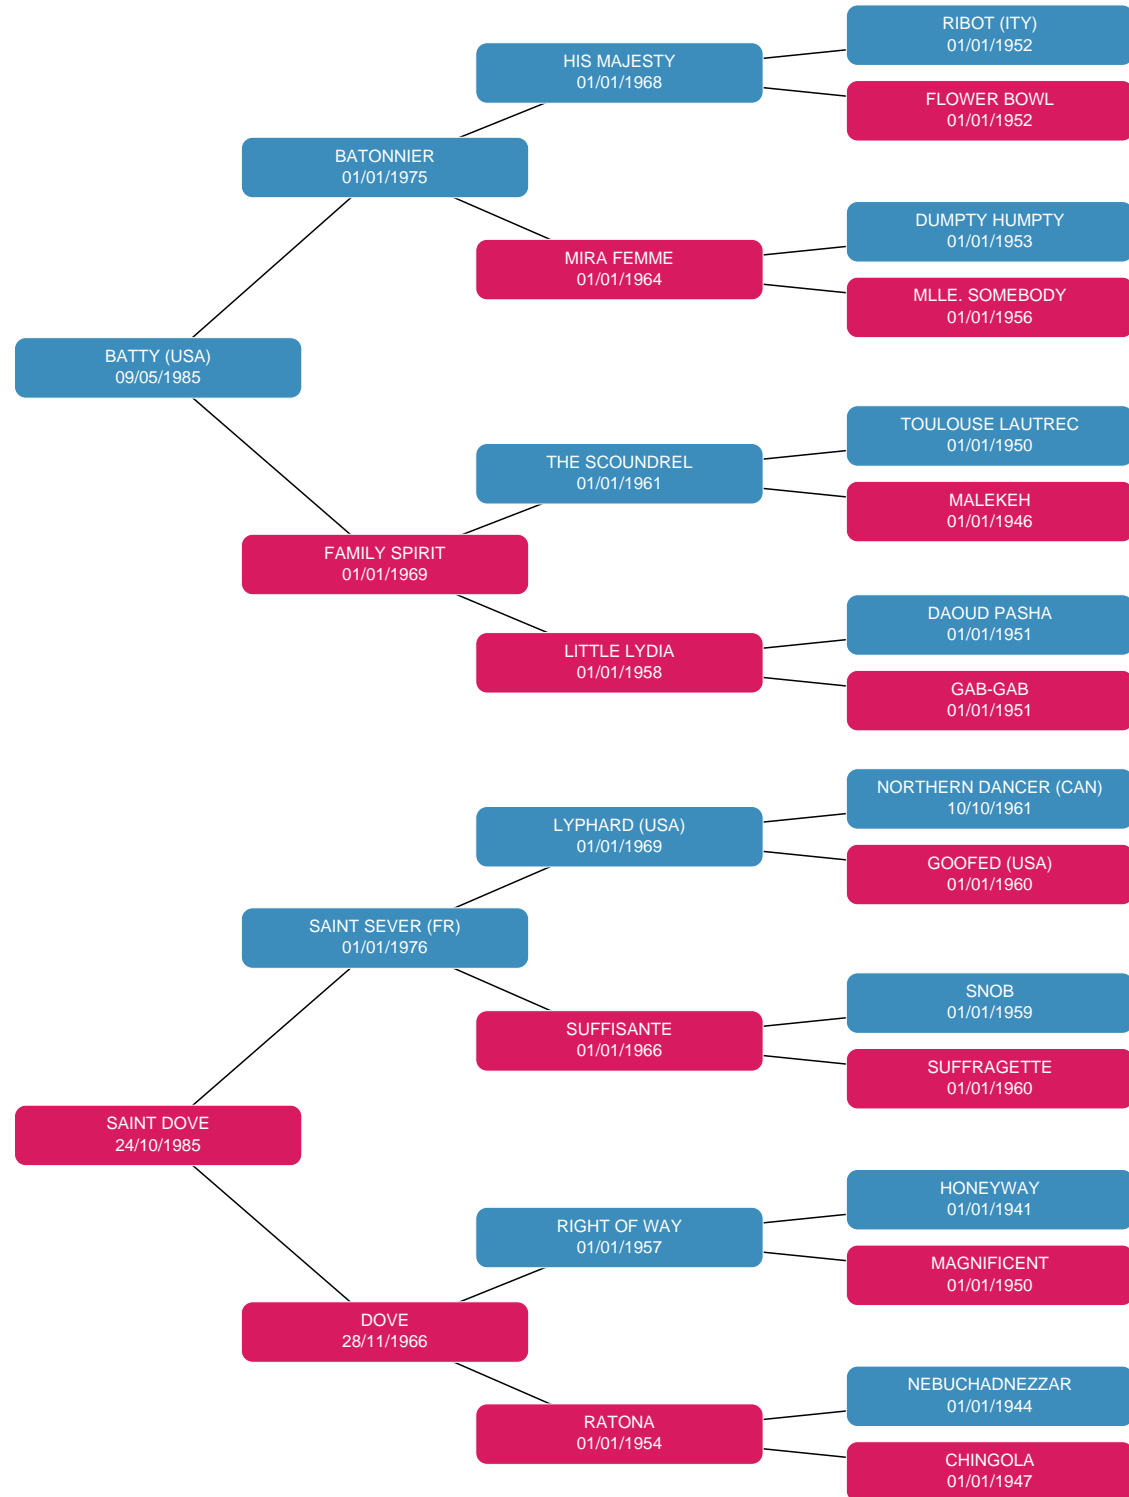 RIBOT (ITY)
01/01/1952
HIS MAJESTY
01/01/1968
FLOWER BOWL
01/01/1952
BATONNIER
01/01/1975
DUMPTY HUMPTY
01/01/1953
MIRA FEMME
01/01/1964
MLLE. SOMEBODY
01/01/1956
BATTY (USA)
09/05/1985
TOULOUSE LAUTREC
01/01/1950
THE SCOUNDREL
01/01/1961
MALEKEH
01/01/1946
FAMILY SPIRIT
01/01/1969
DAOUD PASHA
01/01/1951
LITTLE LYDIA
01/01/1958
GAB-GAB
01/01/1951
NORTHERN DANCER (CAN)
10/10/1961
LYPHARD (USA)
01/01/1969
GOOFED (USA)
01/01/1960
SAINT SEVER (FR)
01/01/1976
SNOB
01/01/1959
SUFFISANTE
01/01/1966
SUFFRAGETTE
01/01/1960
SAINT DOVE
24/10/1985
HONEYWAY
01/01/1941
RIGHT OF WAY
01/01/1957
MAGNIFICENT
01/01/1950
DOVE
28/11/1966
NEBUCHADNEZZAR
01/01/1944
RATONA
01/01/1954
CHINGOLA
01/01/1947